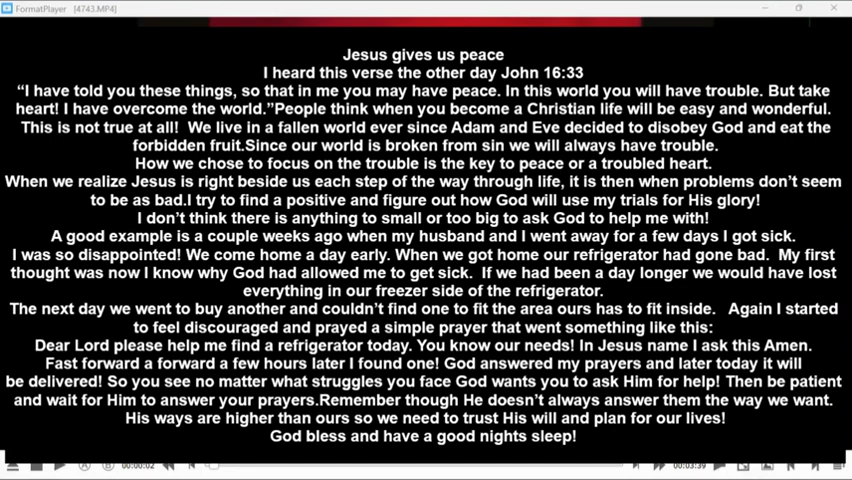 FormatPlayer [4743.MP4]
Jesus gives us peace
I heard this verse the other day John 16:33
“I have told you these things, so that in me you may have peace. In this world you will have trouble. But take
heart! I have overcome the world.”People think when you become a Christian life will be easy and wonderful.
This is not true at all!  We live in a fallen world ever since Adam and Eve decided to disobey God and eat the
forbidden fruit.Since our world is broken from sin we will always have trouble.
How we chose to focus on the trouble is the key to peace or a troubled heart.
When we realize Jesus is right beside us each step of the way through life, it is then when problems don’t seem
to be as bad.I try to find a positive and figure out how God will use my trials for His glory!
I don’t think there is anything to small or too big to ask God to help me with!
A good example is a couple weeks ago when my husband and I went away for a few days I got sick.
I was so disappointed! We come home a day early. When we got home our refrigerator had gone bad.  My first
thought was now I know why God had allowed me to get sick.  If we had been a day longer we would have lost
everything in our freezer side of the refrigerator.
The next day we went to buy another and couldn’t find one to fit the area ours has to fit inside.   Again I started
to feel discouraged and prayed a simple prayer that went something like this:
Dear Lord please help me find a refrigerator today. You know our needs! In Jesus name I ask this Amen.
Fast forward a forward a few hours later I found one! God answered my prayers and later today it will
be delivered! So you see no matter what struggles you face God wants you to ask Him for help! Then be patient
and wait for Him to answer your prayers.Remember though He doesn’t always answer them the way we want.
His ways are higher than ours so we need to trust His will and plan for our lives!
God bless and have a good nights sleep!
00:00:02
00:03:39